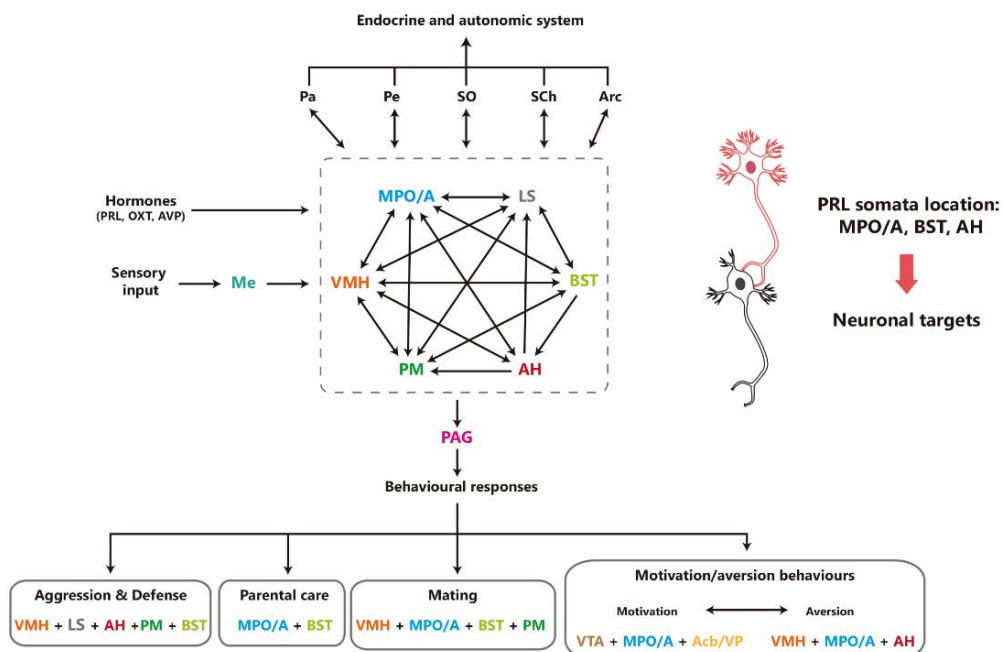 Endocrine and autonomic system
Pa Pe SO SCh Arc
Hormones
(PRL, OXT, AVP)
MPO/A LS
Sensory
input
Me
VMH BST
PM AH
PRL somata location:
MPO/A, BST, AH
Neuronal targets
PAG
Behavioural responses
Aggression & Defense
VMH + LS + AH +PM + BST
Parental care
MPO/A + BST
Mating
VMH + MPO/A + BST + PM
Motivation/aversion behaviours
Motivation Aversion
VTA + MPO/A + Acb/VP VMH + MPO/A + AH